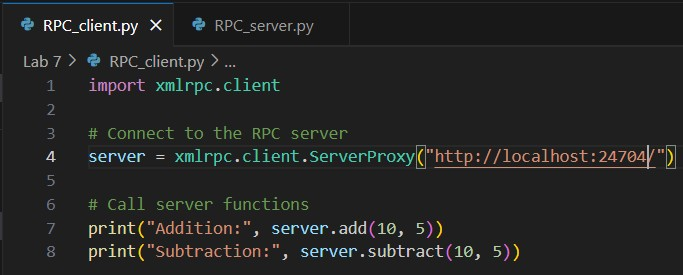 RPC_client.py X RPC_server.py
Lab 7 > RPC_client.py > ...
1 import xmlrpc.client
2
3 # Connect to the RPC server
4 server = xmlrpc.client.ServerProxy("http://localhost:24704/")
5
6 # Call server functions
7 print("Addition:", server.add(10, 5))
8 print("Subtraction:", server.subtract(10, 5))